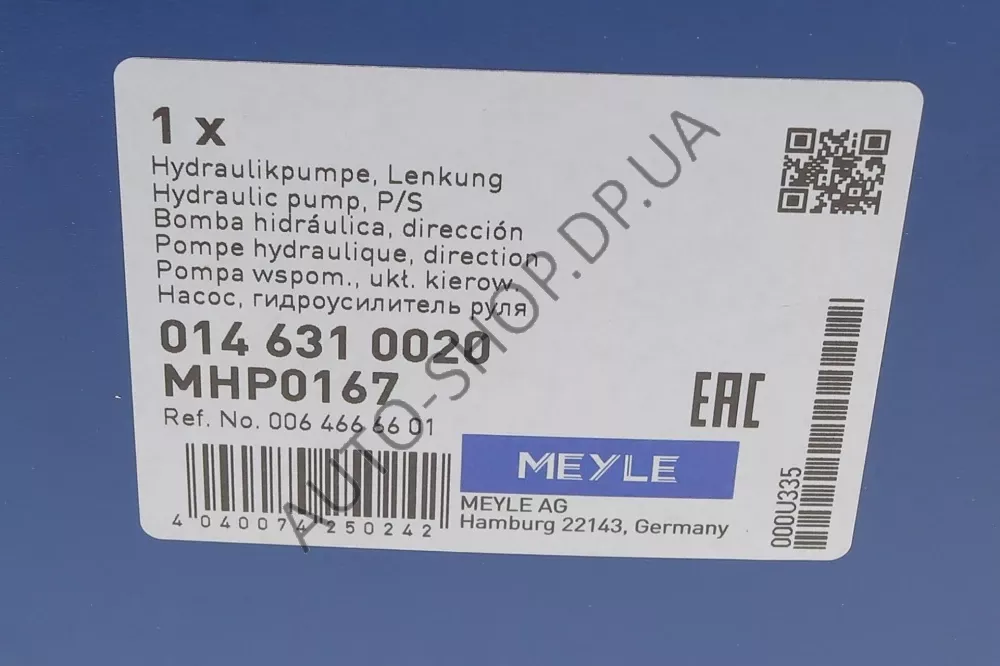 1 x
Hydraulikpumpe, Lenkung
Hydraulic pump, P/S
Bomba hidráulica, dirección
Pompe hydraulique, direction
Pompa wspom., ukł. kierow.
Насос, гидроусилитель руля
014 631 0020
MHP0167
Ref. No. 006 466 66 01
4 040074 250242
EAC
MEYLE
MEYLE AG
Hamburg 22143, Germany
000U335
AUTO-SHOP.DP.UA